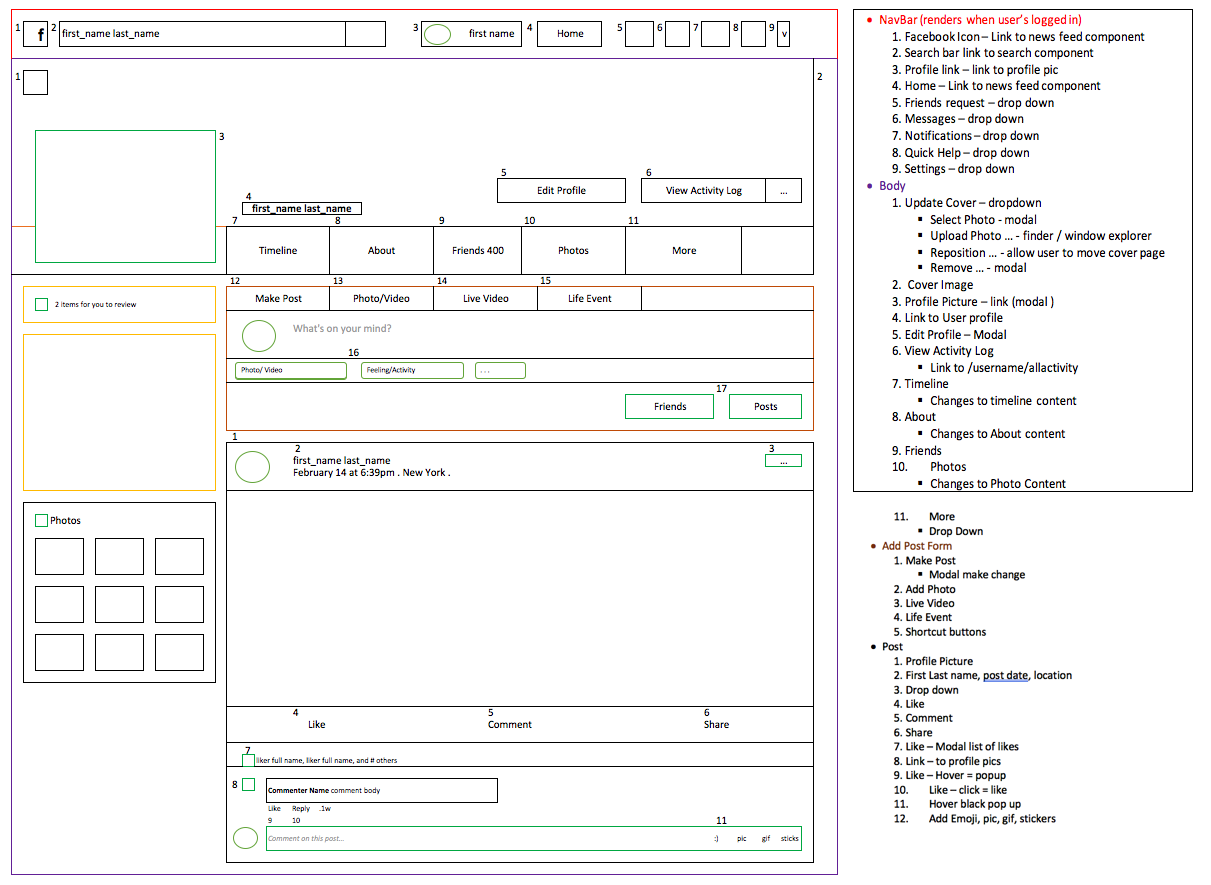 1 f 2 first_name last_name 3 first name 4 Home 5 6 7 8 9 v
1 2
3
5 6
Edit Profile View Activity Log ...
4
first_name last_name
7 8 9 10 11
Timeline About Friends 400 Photos More
12 13 14 15
2 items for you to review
Make Post Photo/Video Live Video Life Event
What's on your mind?
16
Photo/ Video Feeling/Activity ...
17
Friends Posts
1
2 3
first_name last_name ...
February 14 at 6:39pm . New York .
Photos
4 5 6
Like Comment Share
7
liker full name, liker full name, and # others
8
Commenter Name comment body
Like Reply .1w
9 10 11
Comment on this post... :) pic gif sticks
• NavBar (renders when user's logged in)
1. Facebook Icon – Link to news feed component
2. Search bar link to search component
3. Profile link – link to profile pic
4. Home – Link to news feed component
5. Friends request – drop down
6. Messages – drop down
7. Notifications – drop down
8. Quick Help – drop down
9. Settings – drop down
• Body
1. Update Cover – dropdown
▪ Select Photo - modal
▪ Upload Photo ... - finder / window explorer
▪ Reposition ... - allow user to move cover page
▪ Remove ... - modal
2. Cover Image
3. Profile Picture – link (modal )
4. Link to User profile
5. Edit Profile – Modal
6. View Activity Log
▪ Link to /username/allactivity
7. Timeline
▪ Changes to timeline content
8. About
▪ Changes to About content
9. Friends
10. Photos
▪ Changes to Photo Content
11. More
▪ Drop Down
• Add Post Form
1. Make Post
▪ Modal make change
2. Add Photo
3. Live Video
4. Life Event
5. Shortcut buttons
• Post
1. Profile Picture
2. First Last name, post date, location
3. Drop down
4. Like
5. Comment
6. Share
7. Like – Modal list of likes
8. Link – to profile pics
9. Like – Hover = popup
10. Like – click = like
11. Hover black pop up
12. Add Emoji, pic, gif, stickers